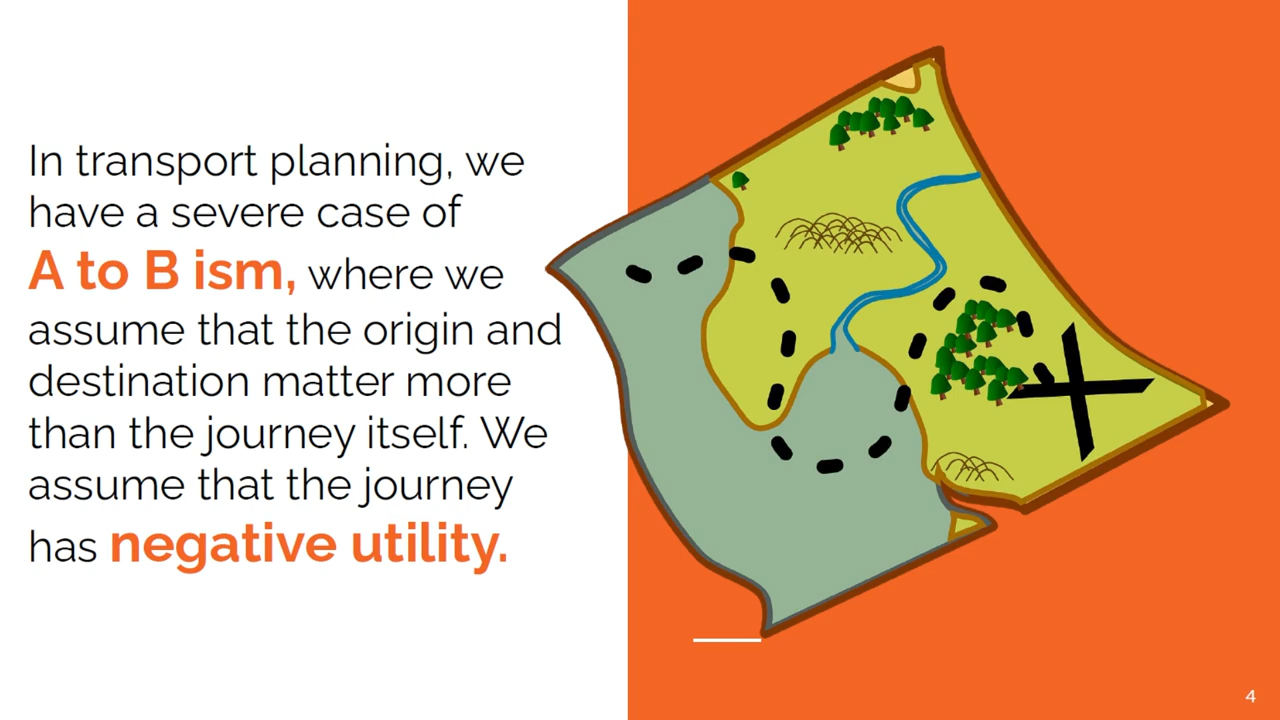 In transport planning, we
have a severe case of
A to B ism, where we
assume that the origin and
destination matter more
than the journey itself. We
assume that the journey
has negative utility.
4